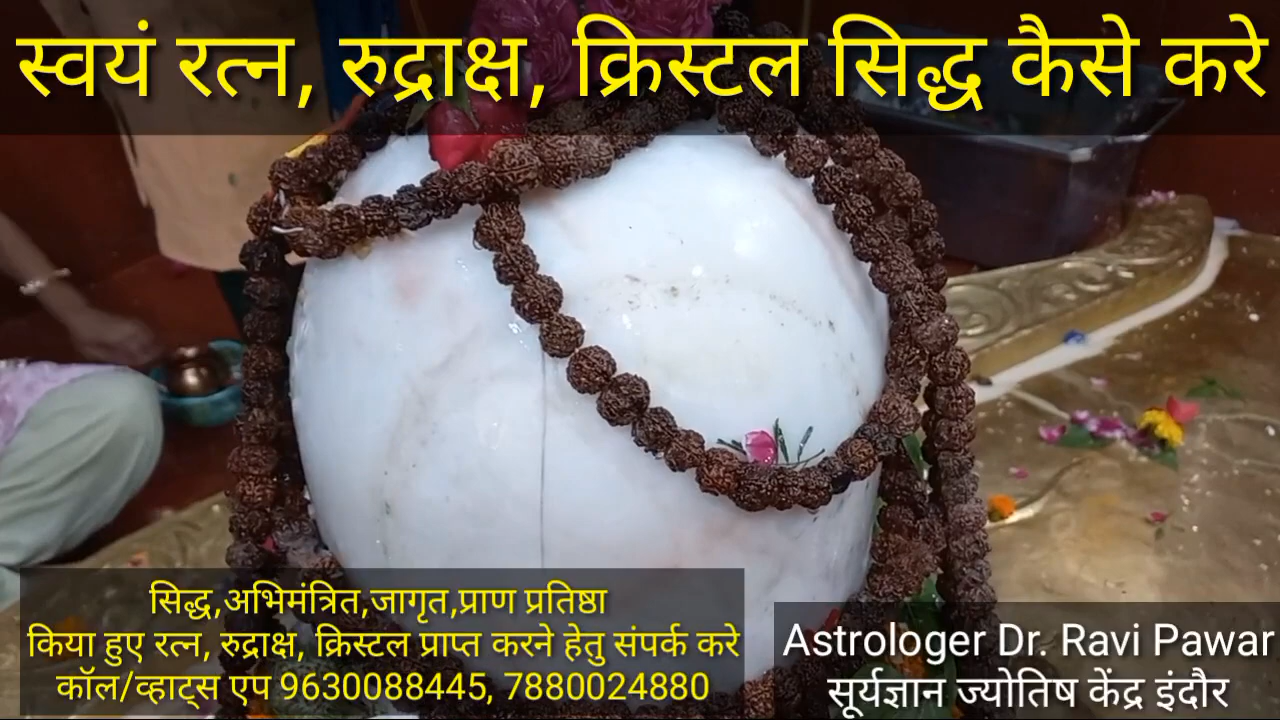 स्वयं रत्न, रुद्राक्ष, क्रिस्टल सिद्ध कैसे करे
सिद्ध,अभिमंत्रित,जागृत,प्राण प्रतिष्ठा
किया हुए रत्न, रुद्राक्ष, क्रिस्टल प्राप्त करने हेतु संपर्क करे
कॉल/व्हाट्स एप 9630088445, 7880024880
Astrologer Dr. Ravi Pawar
सूर्यज्ञान ज्योतिष केंद्र इंदौर